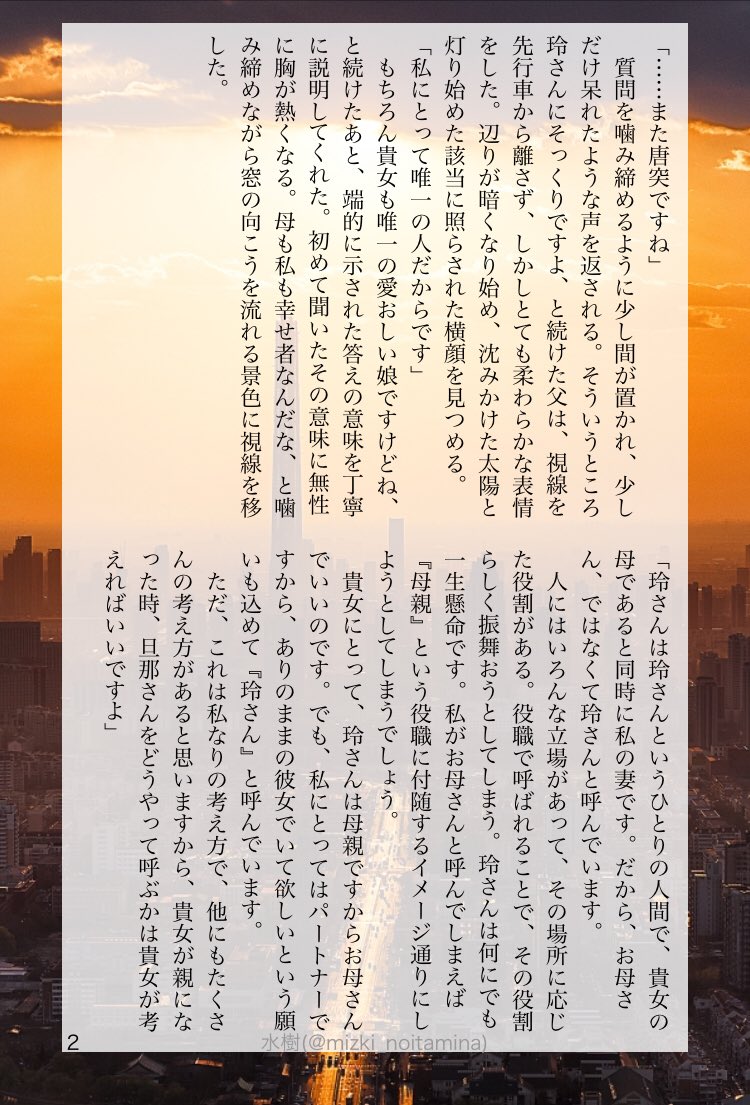 「……また唐突ですね」
　質問を噛み締めるように少し間が置かれ、少し
だけ呆れたような声を返される。そういうところ
玲さんにそっくりですよ、と続けた父は、視線を
先行車から離さず、しかしとても柔わらかな表情
をした。辺りが暗くなり始め、沈みかけた太陽と
灯り始めた該当に照らされた横顔を見つめる。
「私にとって唯一の人だからです」
　もちろん貴女も唯一の愛おしい娘ですけどね、
と続けたあと、端的に示された答えの意味を丁寧
に説明してくれた。初めて聞いたその意味に無性
に胸が熱くなる。母も私も幸せ者なんだな、と噛
み締めながら窓の向こうを流れる景色に視線を移
した。
「玲さんは玲さんというひとりの人間で、貴女の
母であると同時に私の妻です。だから、お母さ
ん、ではなくて玲さんと呼んでいます。
　人にはいろんな立場があって、その場所に応じ
た役割がある。役職で呼ばれることで、その役割
らしく振舞おうとしてしまう。玲さんは何にでも
一生懸命です。私がお母さんと呼んでしまえば
『母親』という役職に付随するイメージ通りにし
ようとしてしまうでしょう。
　貴女にとって、玲さんは母親ですからお母さん
でいいのです。でも、私にとってはパートナーで
すから、ありのままの彼女でいて欲しいという願
いも込めて『玲さん』と呼んでいます。
　ただ、これは私なりの考え方で、他にもたくさ
んの考え方があると思いますから、貴女が親にな
った時、旦那さんをどうやって呼ぶかは貴女が考
えればいいですよ」
2
水樹(@mizki_noitamina)